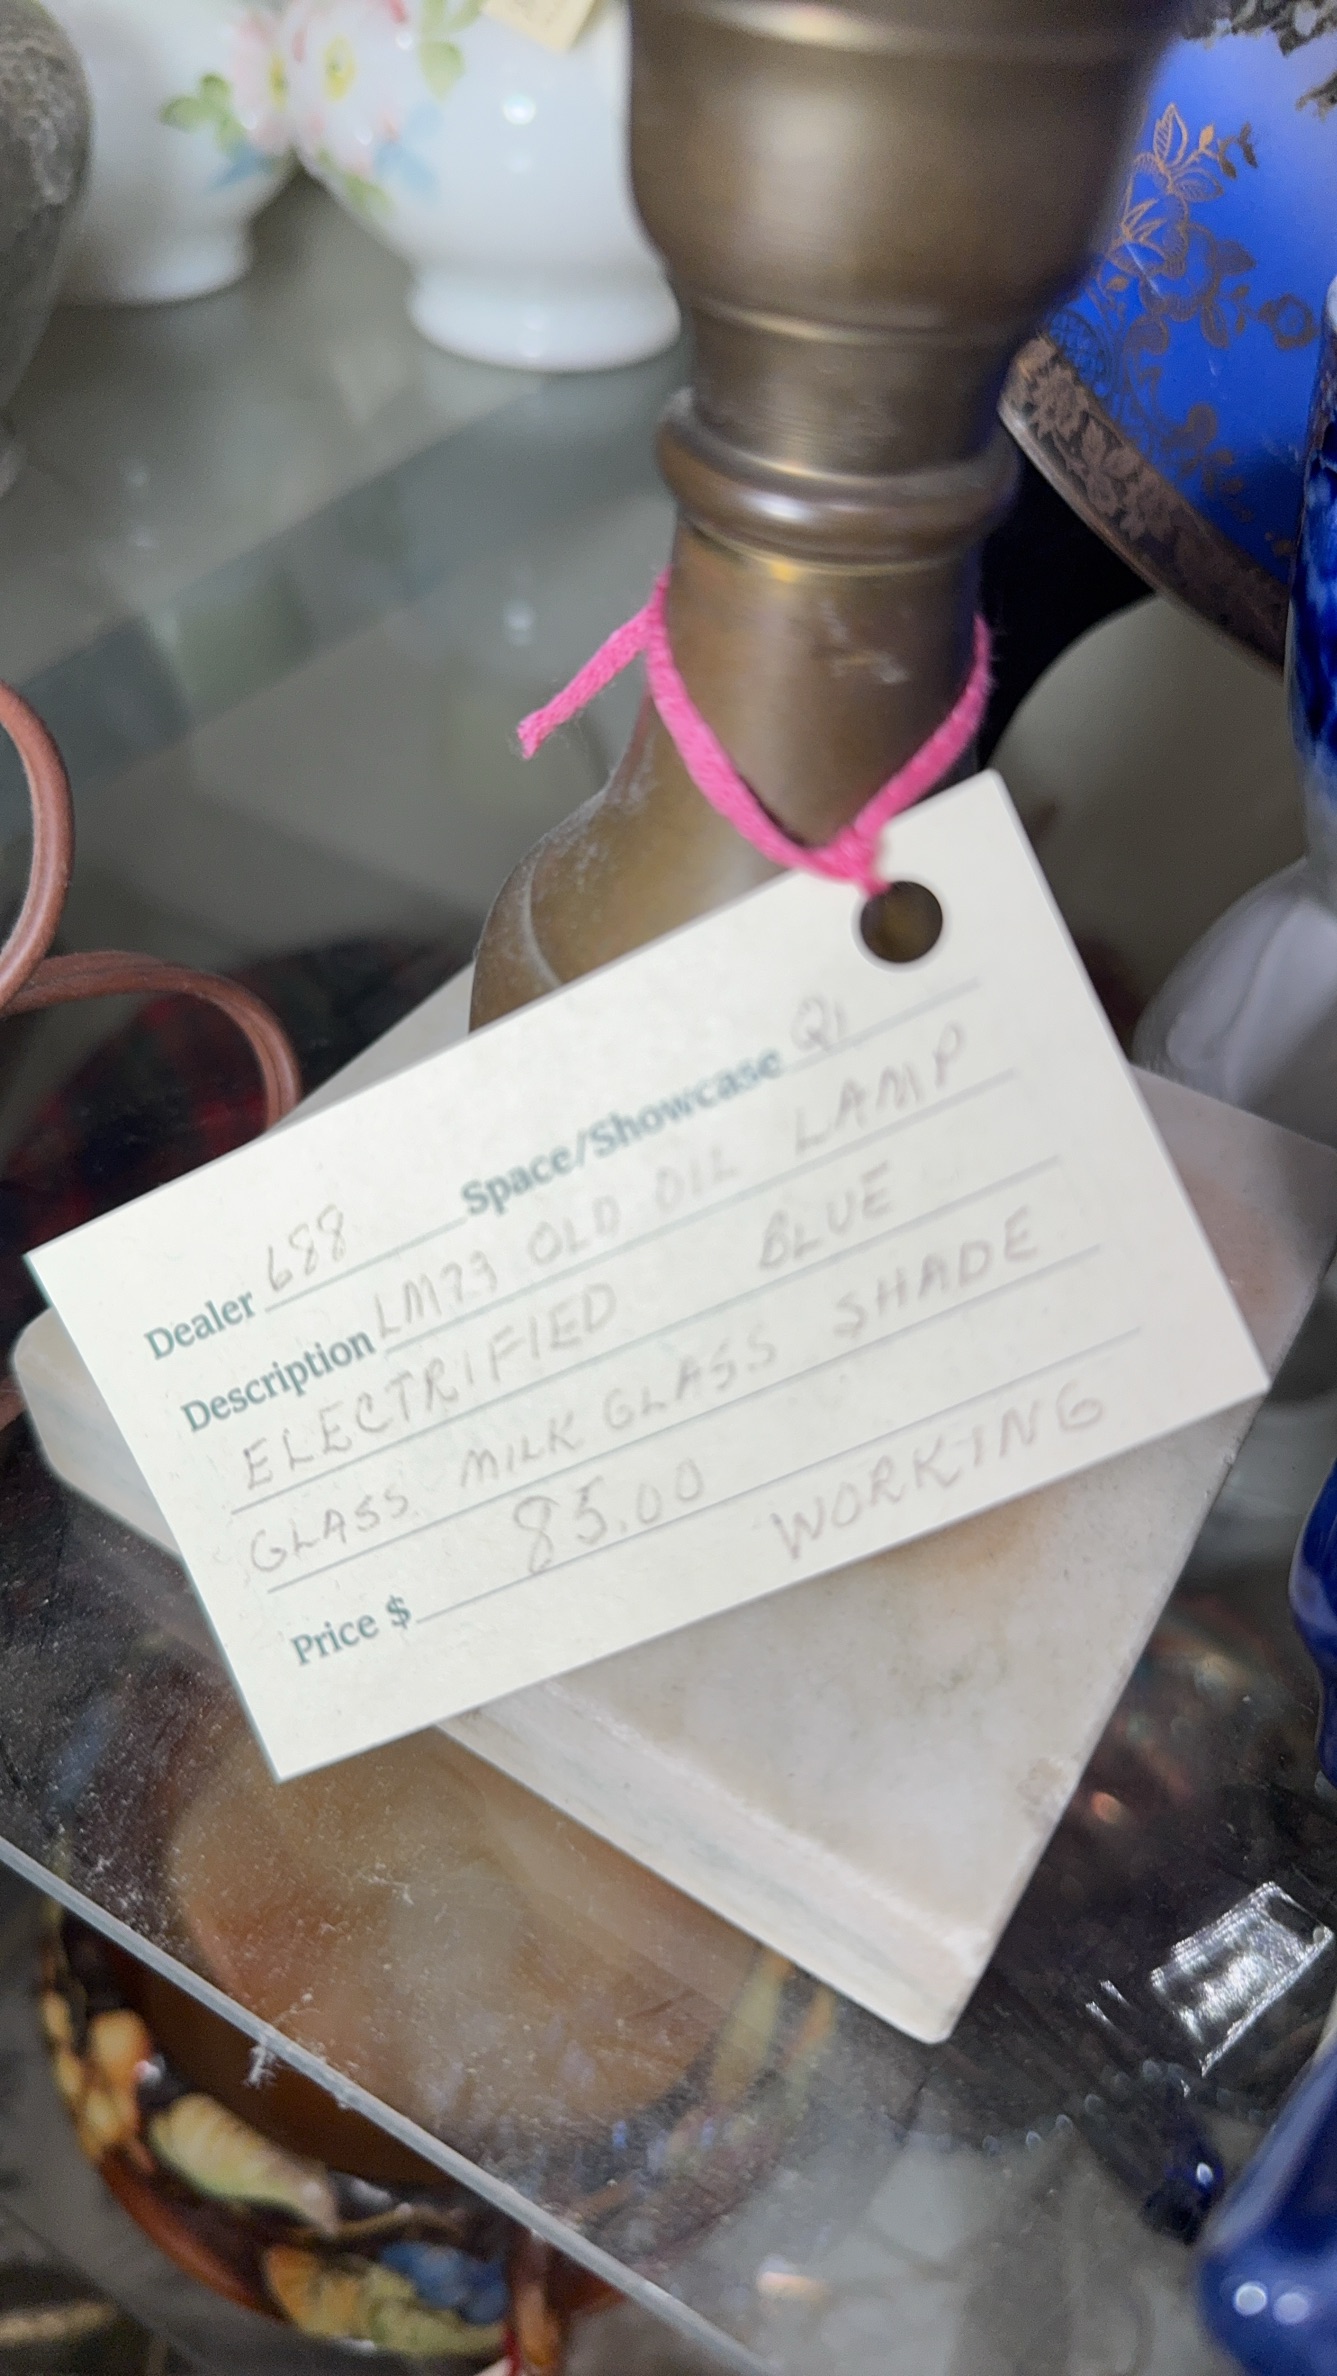 Dealer 688 Space/Showcase Q1
Description LM73 OLD OIL LAMP
ELECTRIFIED BLUE
GLASS MILK GLASS SHADE
Price $ 85.00 WORKING